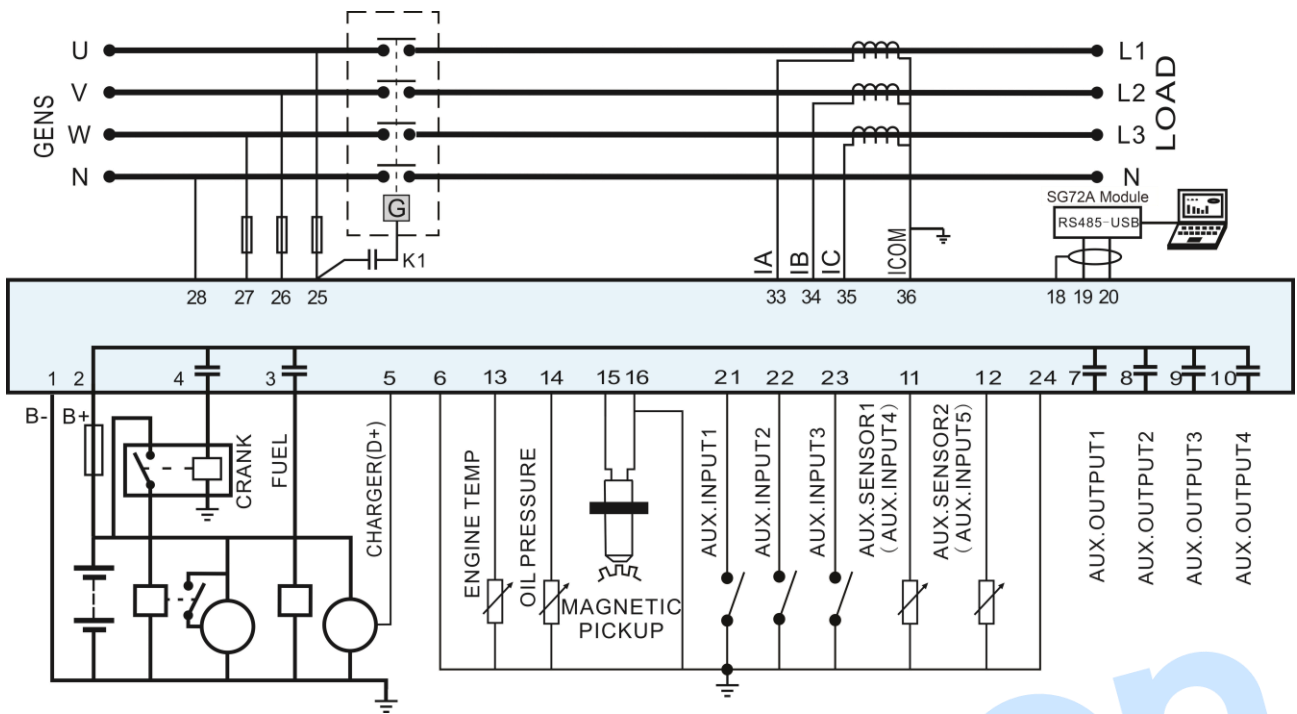 GENS
U
V
W
N
G
K1
L1
L2
L3
N
LOAD
SG72A Module
RS485-USB
IA
IB
IC
ICOM
28 27 26 25 33 34 35 36 18 19 20
1 2 4 3 5 6 13 14 15 16 21 22 23 11 12 24 7 8 9 10
B- B+
CRANK
FUEL
CHARGER(D+)
ENGINE TEMP
OIL PRESSURE
MAGNETIC
PICKUP
AUX.INPUT1
AUX.INPUT2
AUX.INPUT3
AUX.SENSOR1
(AUX.INPUT4)
AUX.SENSOR2
(AUX.INPUT5)
AUX.OUTPUT1
AUX.OUTPUT2
AUX.OUTPUT3
AUX.OUTPUT4